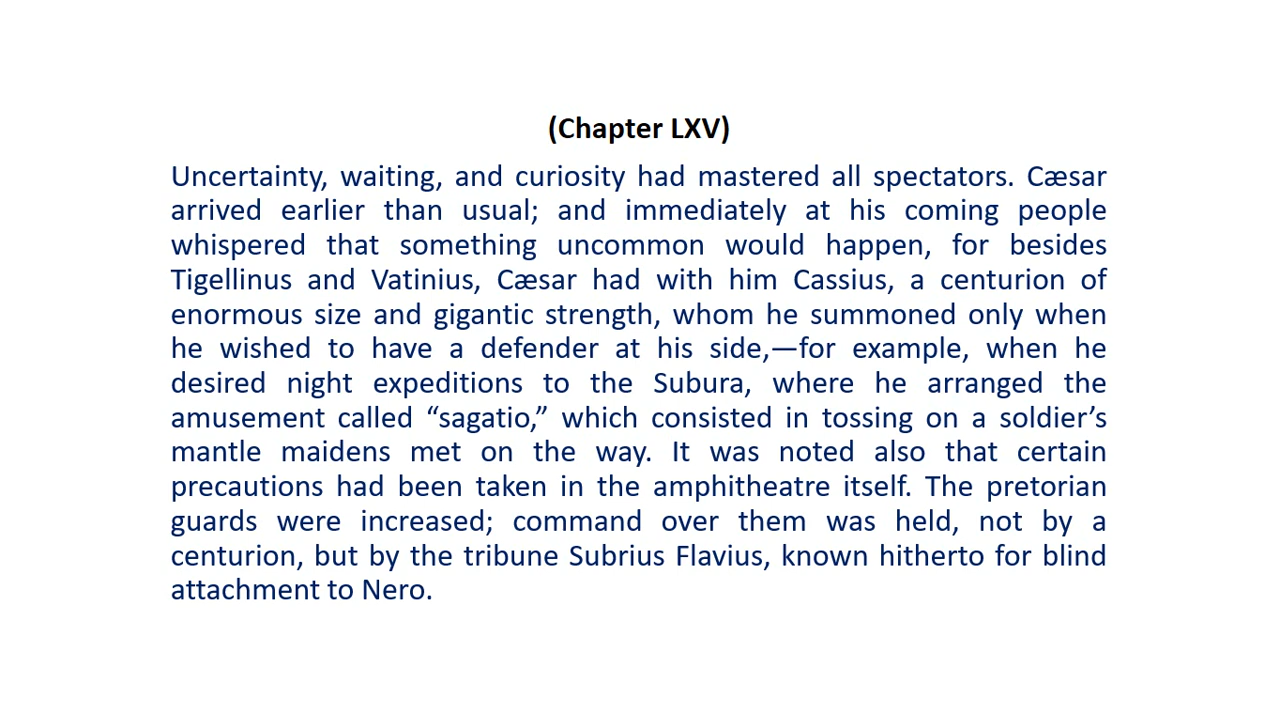 (Chapter LXV)
Uncertainty, waiting, and curiosity had mastered all spectators. Cæsar
arrived earlier than usual; and immediately at his coming people
whispered that something uncommon would happen, for besides
Tigellinus and Vatinius, Cæsar had with him Cassius, a centurion of
enormous size and gigantic strength, whom he summoned only when
he wished to have a defender at his side,—for example, when he
desired night expeditions to the Subura, where he arranged the
amusement called “sagatio,” which consisted in tossing on a soldier’s
mantle maidens met on the way. It was noted also that certain
precautions had been taken in the amphitheatre itself. The pretorian
guards were increased; command over them was held, not by a
centurion, but by the tribune Subrius Flavius, known hitherto for blind
attachment to Nero.